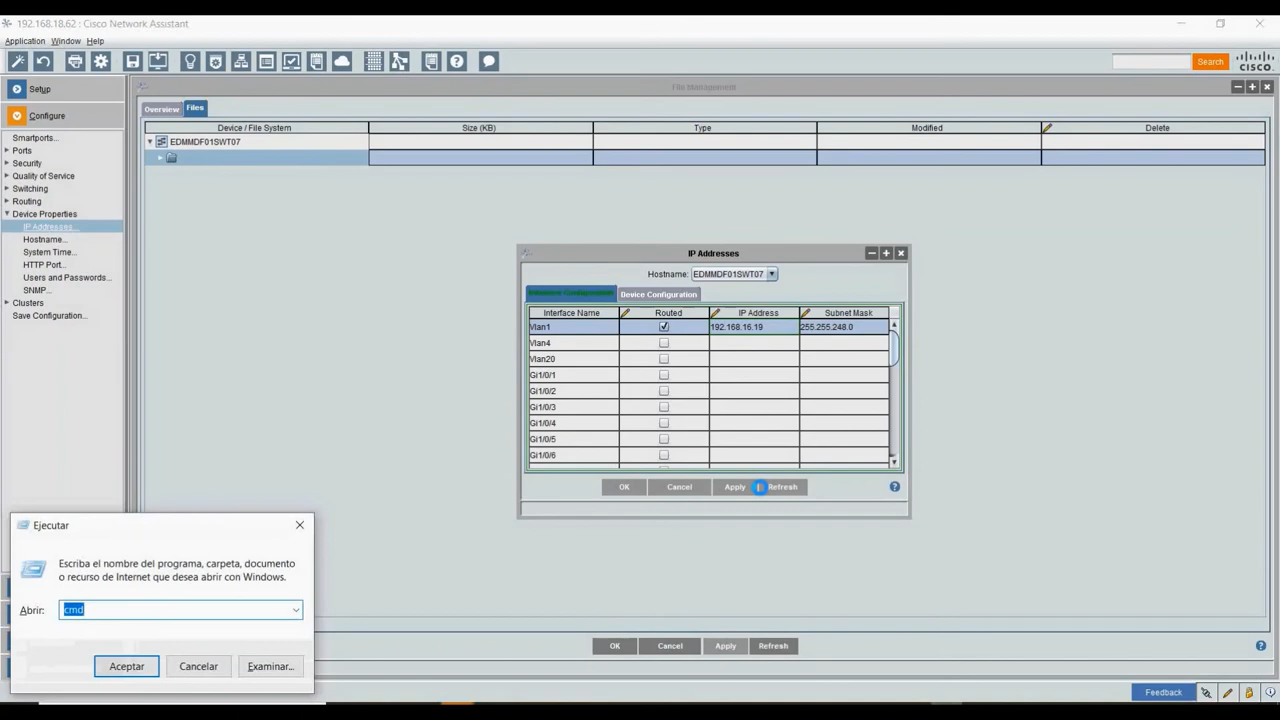 192.168.18.62 : Cisco Network Assistant
Application Window Help
Search
CISCO
Setup
File Management
Configure
Overview Files
Device / File System Size (KB) Type Modified Delete
Smartports...
EDMMDF01SWT07
Ports
Security
Quality of Service
Switching
Routing
Device Properties
IP Addresses...
Hostname...
System Time...
HTTP Port...
Users and Passwords...
SNMP...
Clusters
Save Configuration...
IP Addresses
Hostname: EDMMDF01SWT07
Device Configuration
Interface Name Routed IP Address Subnet Mask
Vlan1 192.168.16.19 255.255.248.0
Vlan4
Vlan20
Gi1/0/1
Gi1/0/2
Gi1/0/3
Gi1/0/4
Gi1/0/5
Gi1/0/6
OK Cancel Apply Refresh
Ejecutar
Escriba el nombre del programa, carpeta, documento
o recurso de Internet que desea abrir con Windows.
Abrir: cmd
Aceptar Cancelar Examinar...
OK Cancel Apply Refresh
Feedback